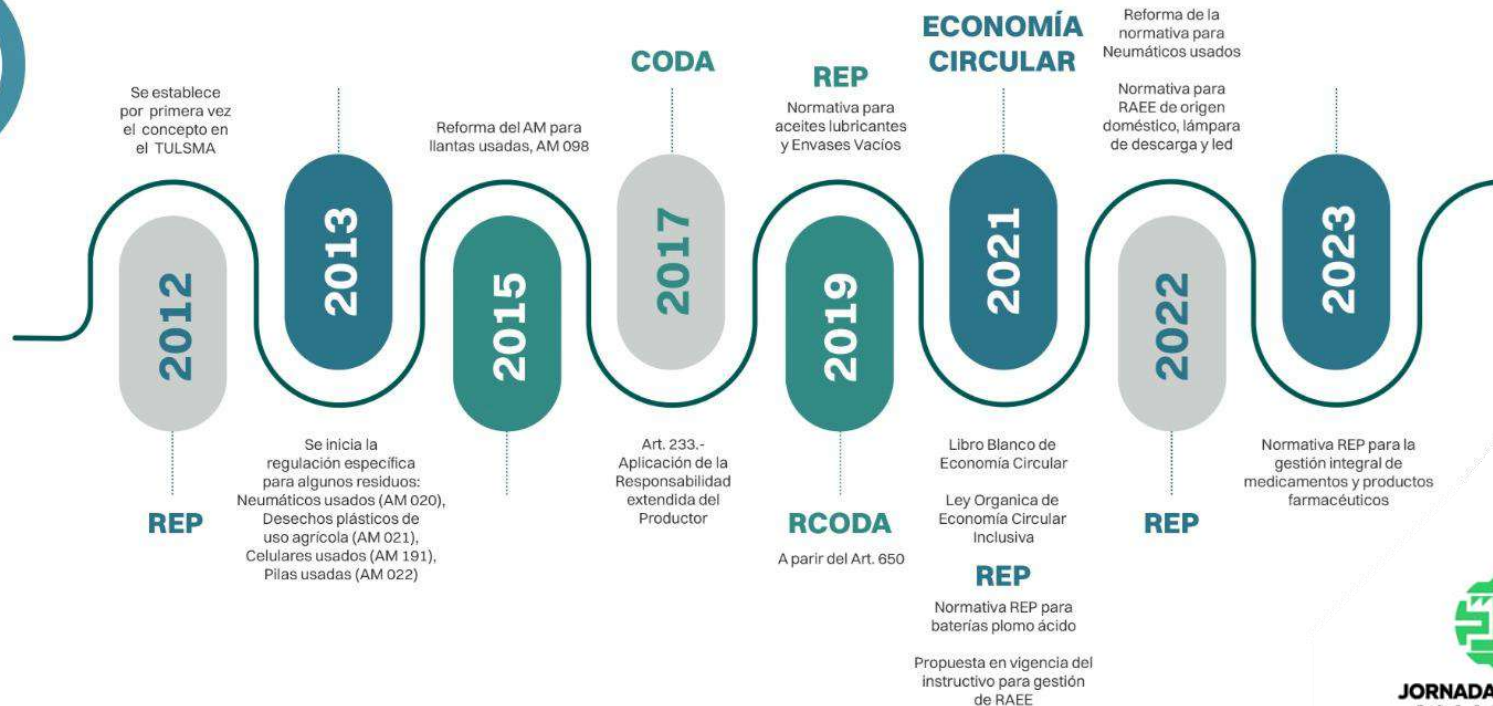 Se establece
por primera vez
el concepto en
el TULSMA
2012
REP
2013
Se inicia la
regulación específica
para algunos residuos:
Neumáticos usados (AM 020),
Desechos plásticos de
uso agrícola (AM 021),
Celulares usados (AM 191),
Pilas usadas (AM 022)
Reforma del AM para
llantas usadas, AM 098
2015
CODA
2017
Art. 233.-
Aplicación de la
Responsabilidad
extendida del
Productor
REP
Normativa para
aceites lubricantes
y Envases Vacíos
2019
RCODA
A parir del Art. 650
ECONOMÍA
CIRCULAR
2021
Libro Blanco de
Economía Circular
Ley Organica de
Economía Circular
Inclusiva
REP
Normativa REP para
baterías plomo ácido
Propuesta en vigencia del
instructivo para gestión
de RAEE
Reforma de la
normativa para
Neumáticos usados
Normativa para
RAEE de origen
doméstico, lámpara
de descarga y led
2022
REP
2023
Normativa REP para la
gestión integral de
medicamentos y productos
farmacéuticos
JORNADA